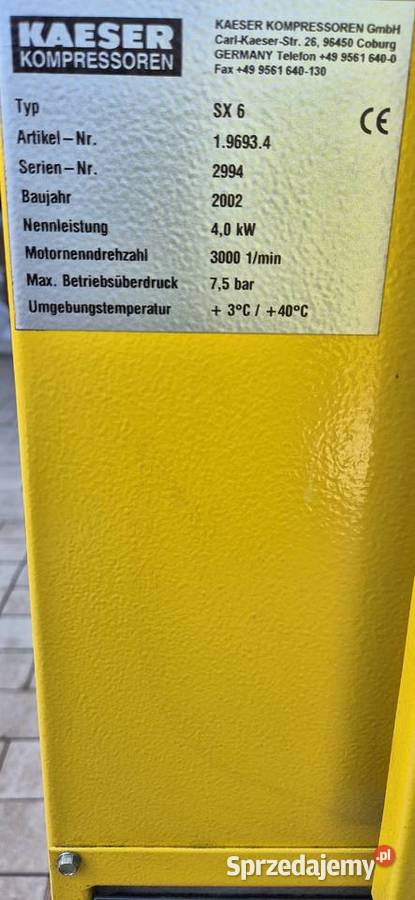 KAESER
KOMPRESSOREN
KAESER KOMPRESSOREN GmbH
Carl-Kaeser-Str. 26, 96450 Coburg
GERMANY Telefon +49 9561 640-0
Fax +49 9561 640-130
CE
Typ SX 6
Artikel–Nr. 1.9693.4
Serien–Nr. 2994
Baujahr 2002
Nennleistung 4,0 kW
Motornenndrehzahl 3000 1/min
Max. Betriebsüberdruck 7,5 bar
Umgebungstemperatur + 3°C / +40°C
Sprzedajemy.pl